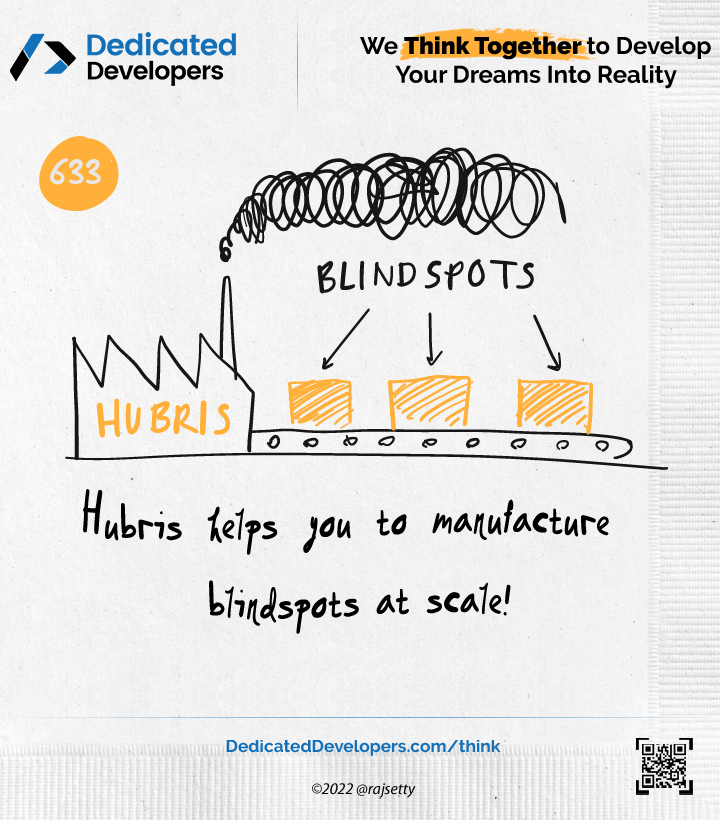 Dedicated
Developers
We Think Together to Develop
Your Dreams Into Reality
633
BLINDSPOTS
HUBRIS
Hubris helps you to manufacture
blindspots at scale!
DedicatedDevelopers.com/think
©2022 @rajsetty